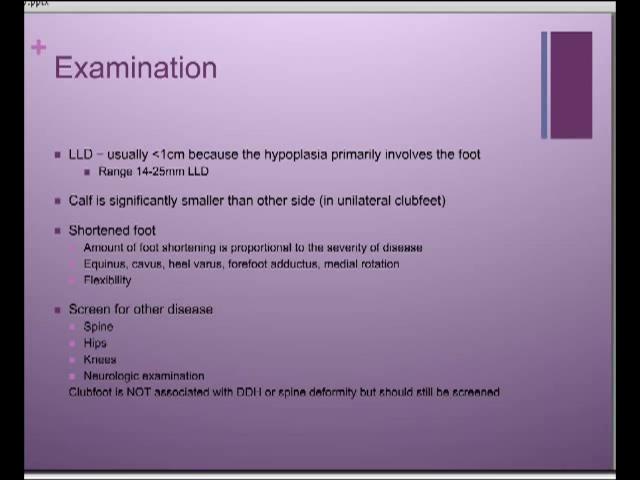 .pptx
+
Examination
LLD – usually <1cm because the hypoplasia primarily involves the foot
Range 14-25mm LLD
Calf is significantly smaller than other side (in unilateral clubfeet)
Shortened foot
Amount of foot shortening is proportional to the severity of disease
Equinus, cavus, heel varus, forefoot adductus, medial rotation
Flexibility
Screen for other disease
Spine
Hips
Knees
Neurologic examination
Clubfoot is NOT associated with DDH or spine deformity but should still be screened